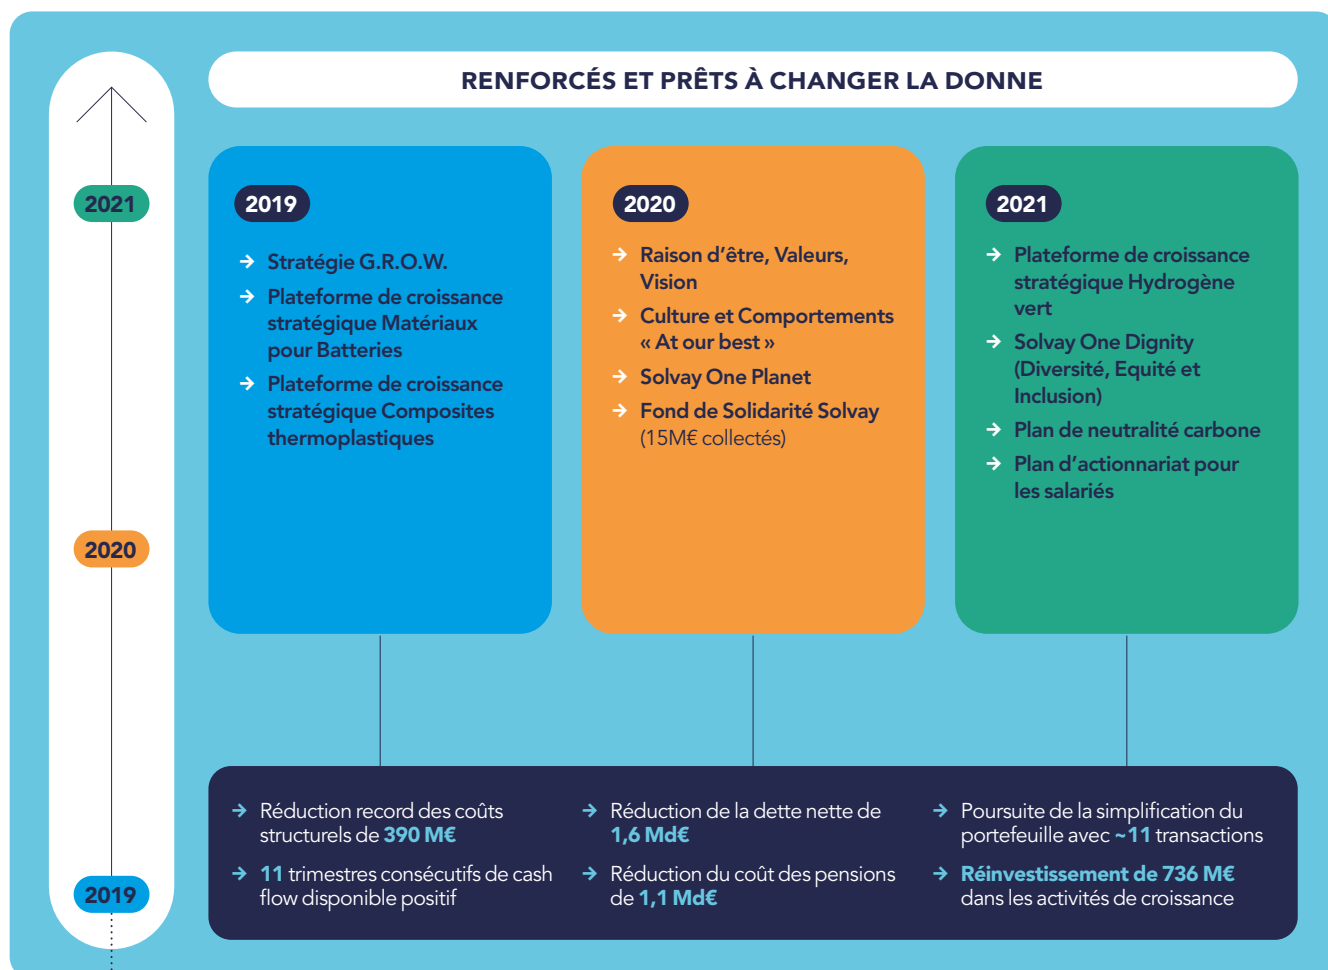 RENFORCÉS ET PRÊTS À CHANGER LA DONNE
2021
2020
2019
2019
→ Stratégie G.R.O.W.
→ Plateforme de croissance
stratégique Matériaux
pour Batteries
→ Plateforme de croissance
stratégique Composites
thermoplastiques
2020
→ Raison d’être, Valeurs,
Vision
→ Culture et Comportements
« At our best »
→ Solvay One Planet
→ Fond de Solidarité Solvay
(15M€ collectés)
2021
→ Plateforme de croissance
stratégique Hydrogène
vert
→ Solvay One Dignity
(Diversité, Equité et
Inclusion)
→ Plan de neutralité carbone
→ Plan d’actionnariat pour
les salariés
→ Réduction record des coûts
structurels de 390 M€
→ 11 trimestres consécutifs de cash
flow disponible positif
→ Réduction de la dette nette de
1,6 Md€
→ Réduction du coût des pensions
de 1,1 Md€
→ Poursuite de la simplification du
portefeuille avec ~11 transactions
→ Réinvestissement de 736 M€
dans les activités de croissance